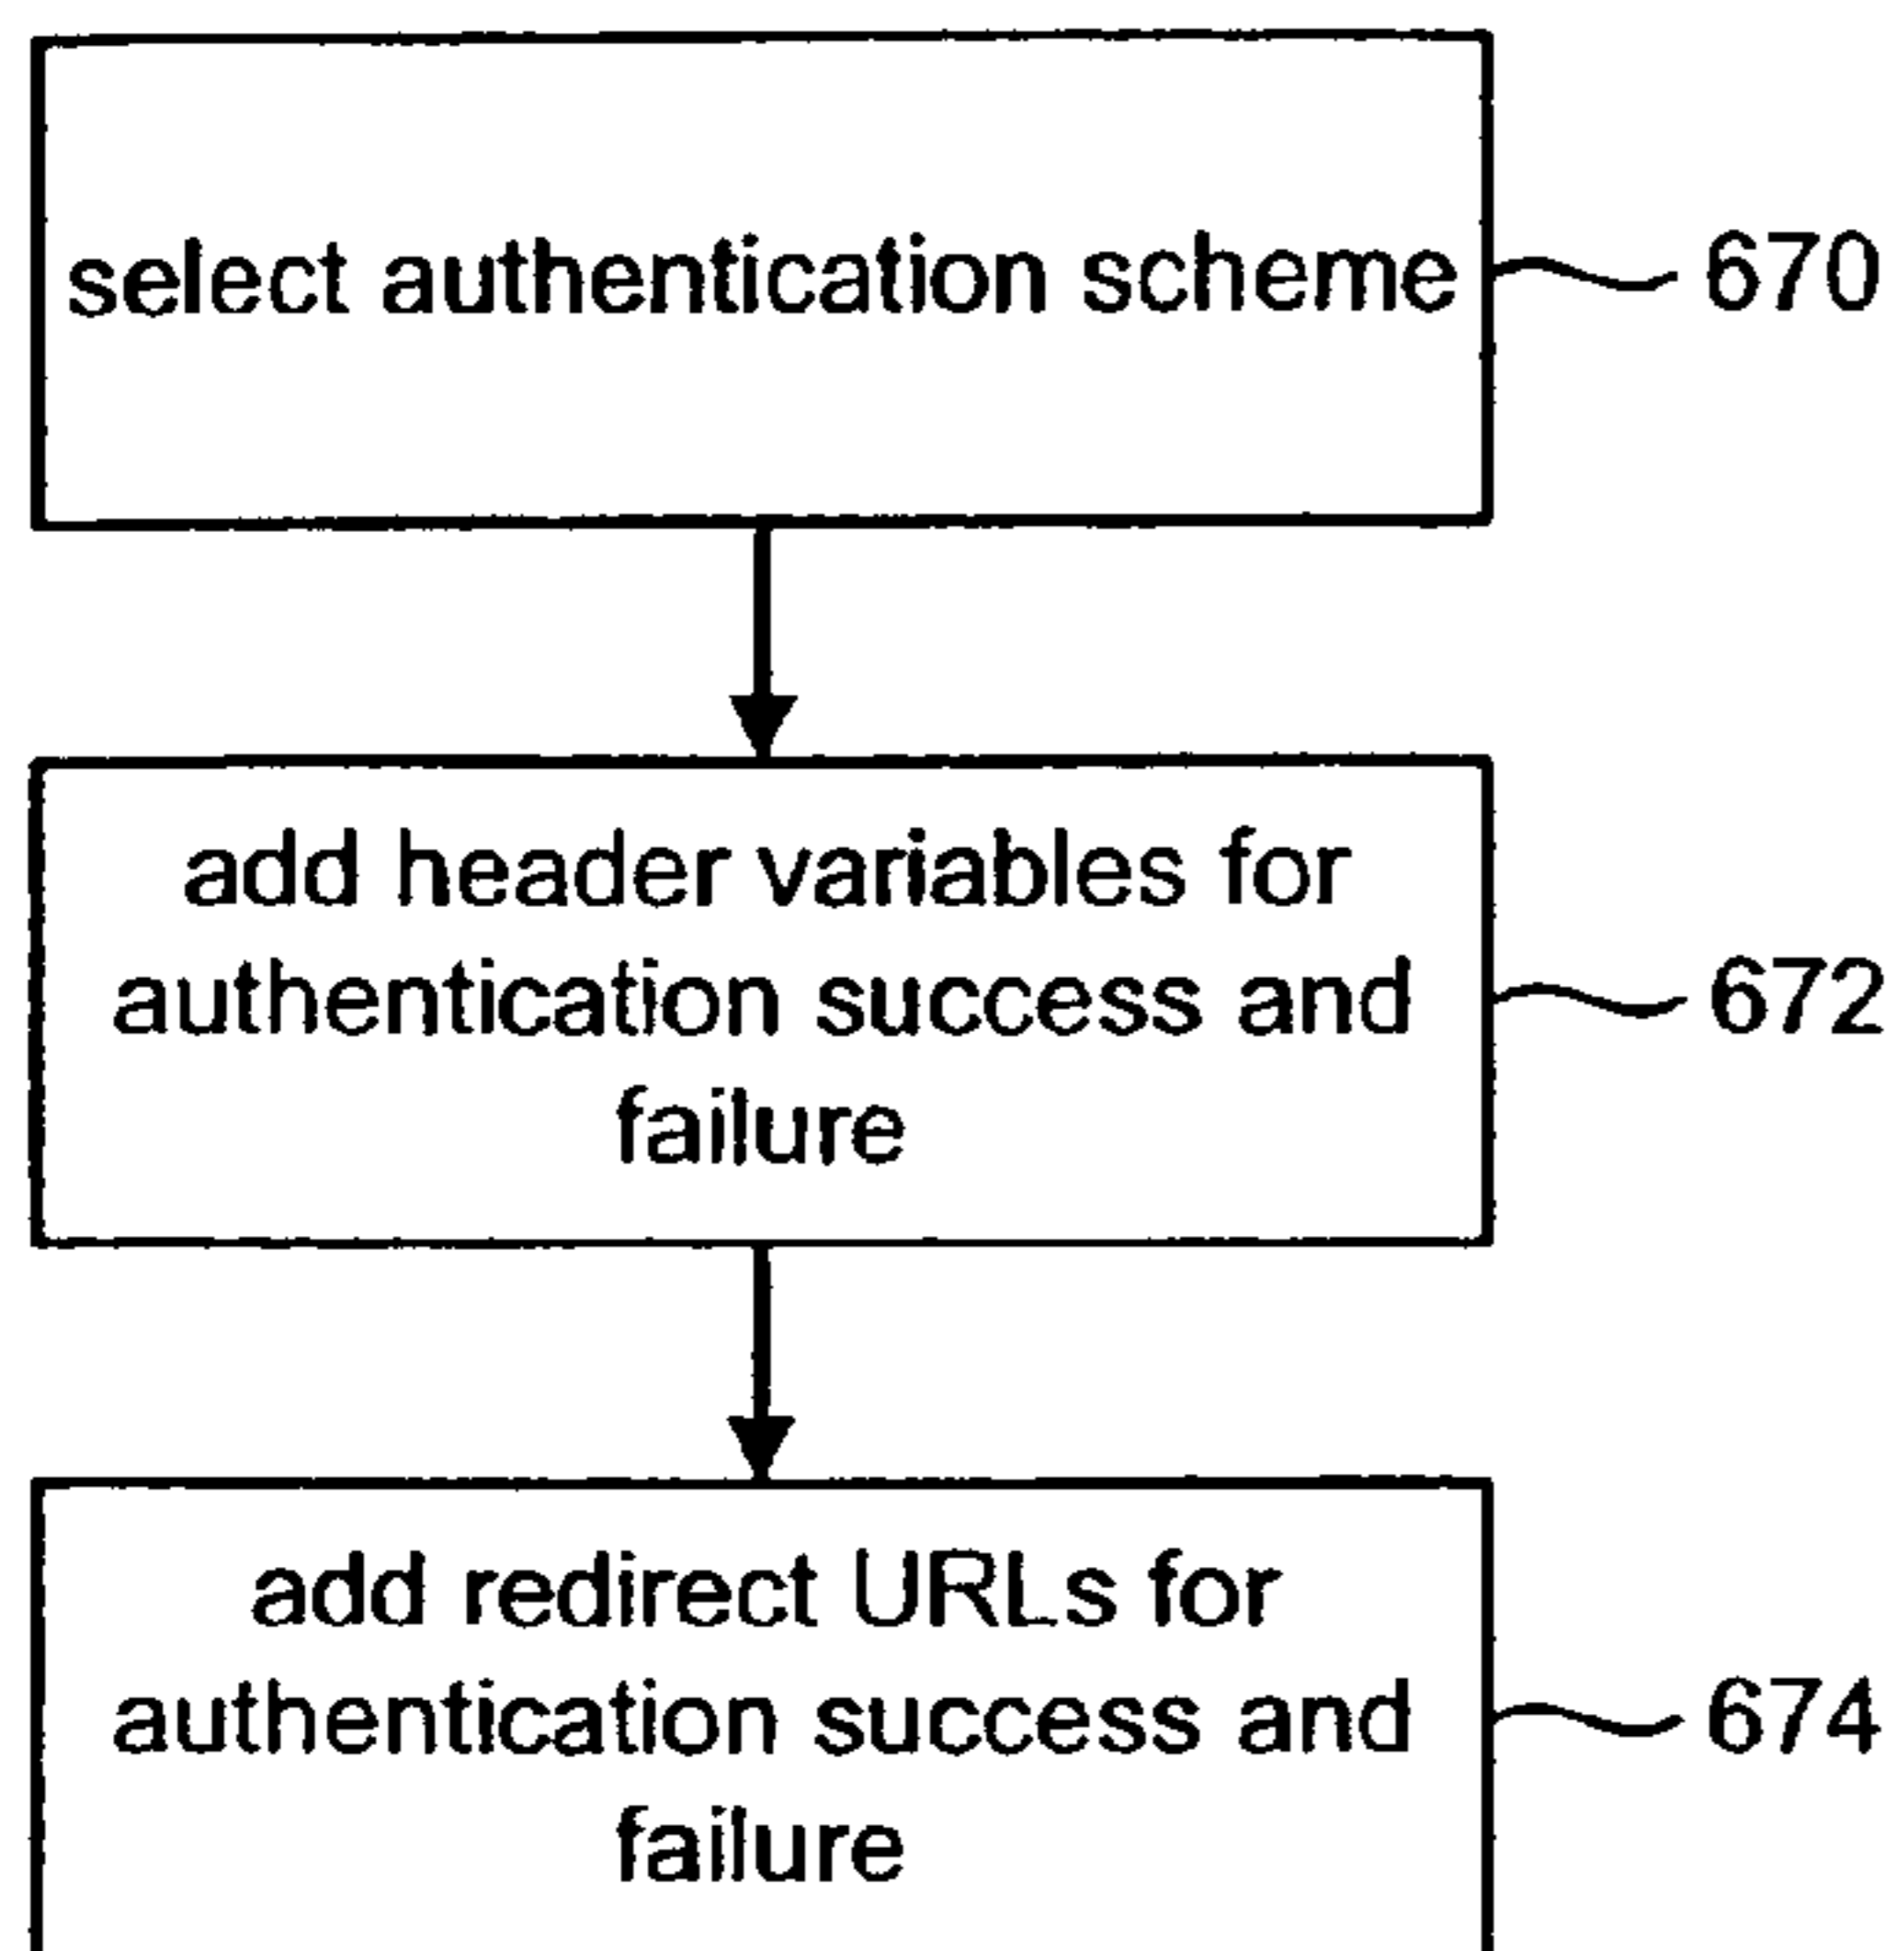 select authentication scheme
670
add header variables for
authentication success and
672
failure
add redirect URLs for
authentication success and
674
failure